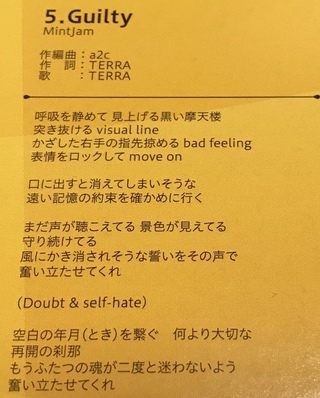 5.Guilty
MintJam
作編曲：a2c
作　詞：TERRA
歌　　：TERRA
呼吸を静めて 見上げる黒い摩天楼
突き抜ける visual line
かざした右手の指先掠める bad feeling
表情をロックして move on
口に出すと消えてしまいそうな
遠い記憶の約束を確かめに行く
まだ声が聴こえてる 景色が見えてる
守り続けてる
風にかき消されそうな誓いをその声で
奮い立たせてくれ
（Doubt & self-hate）
空白の年月(とき)を繋ぐ　何より大切な
再開の刹那
もうふたつの魂が二度と迷わないよう
奮い立たせてくれ